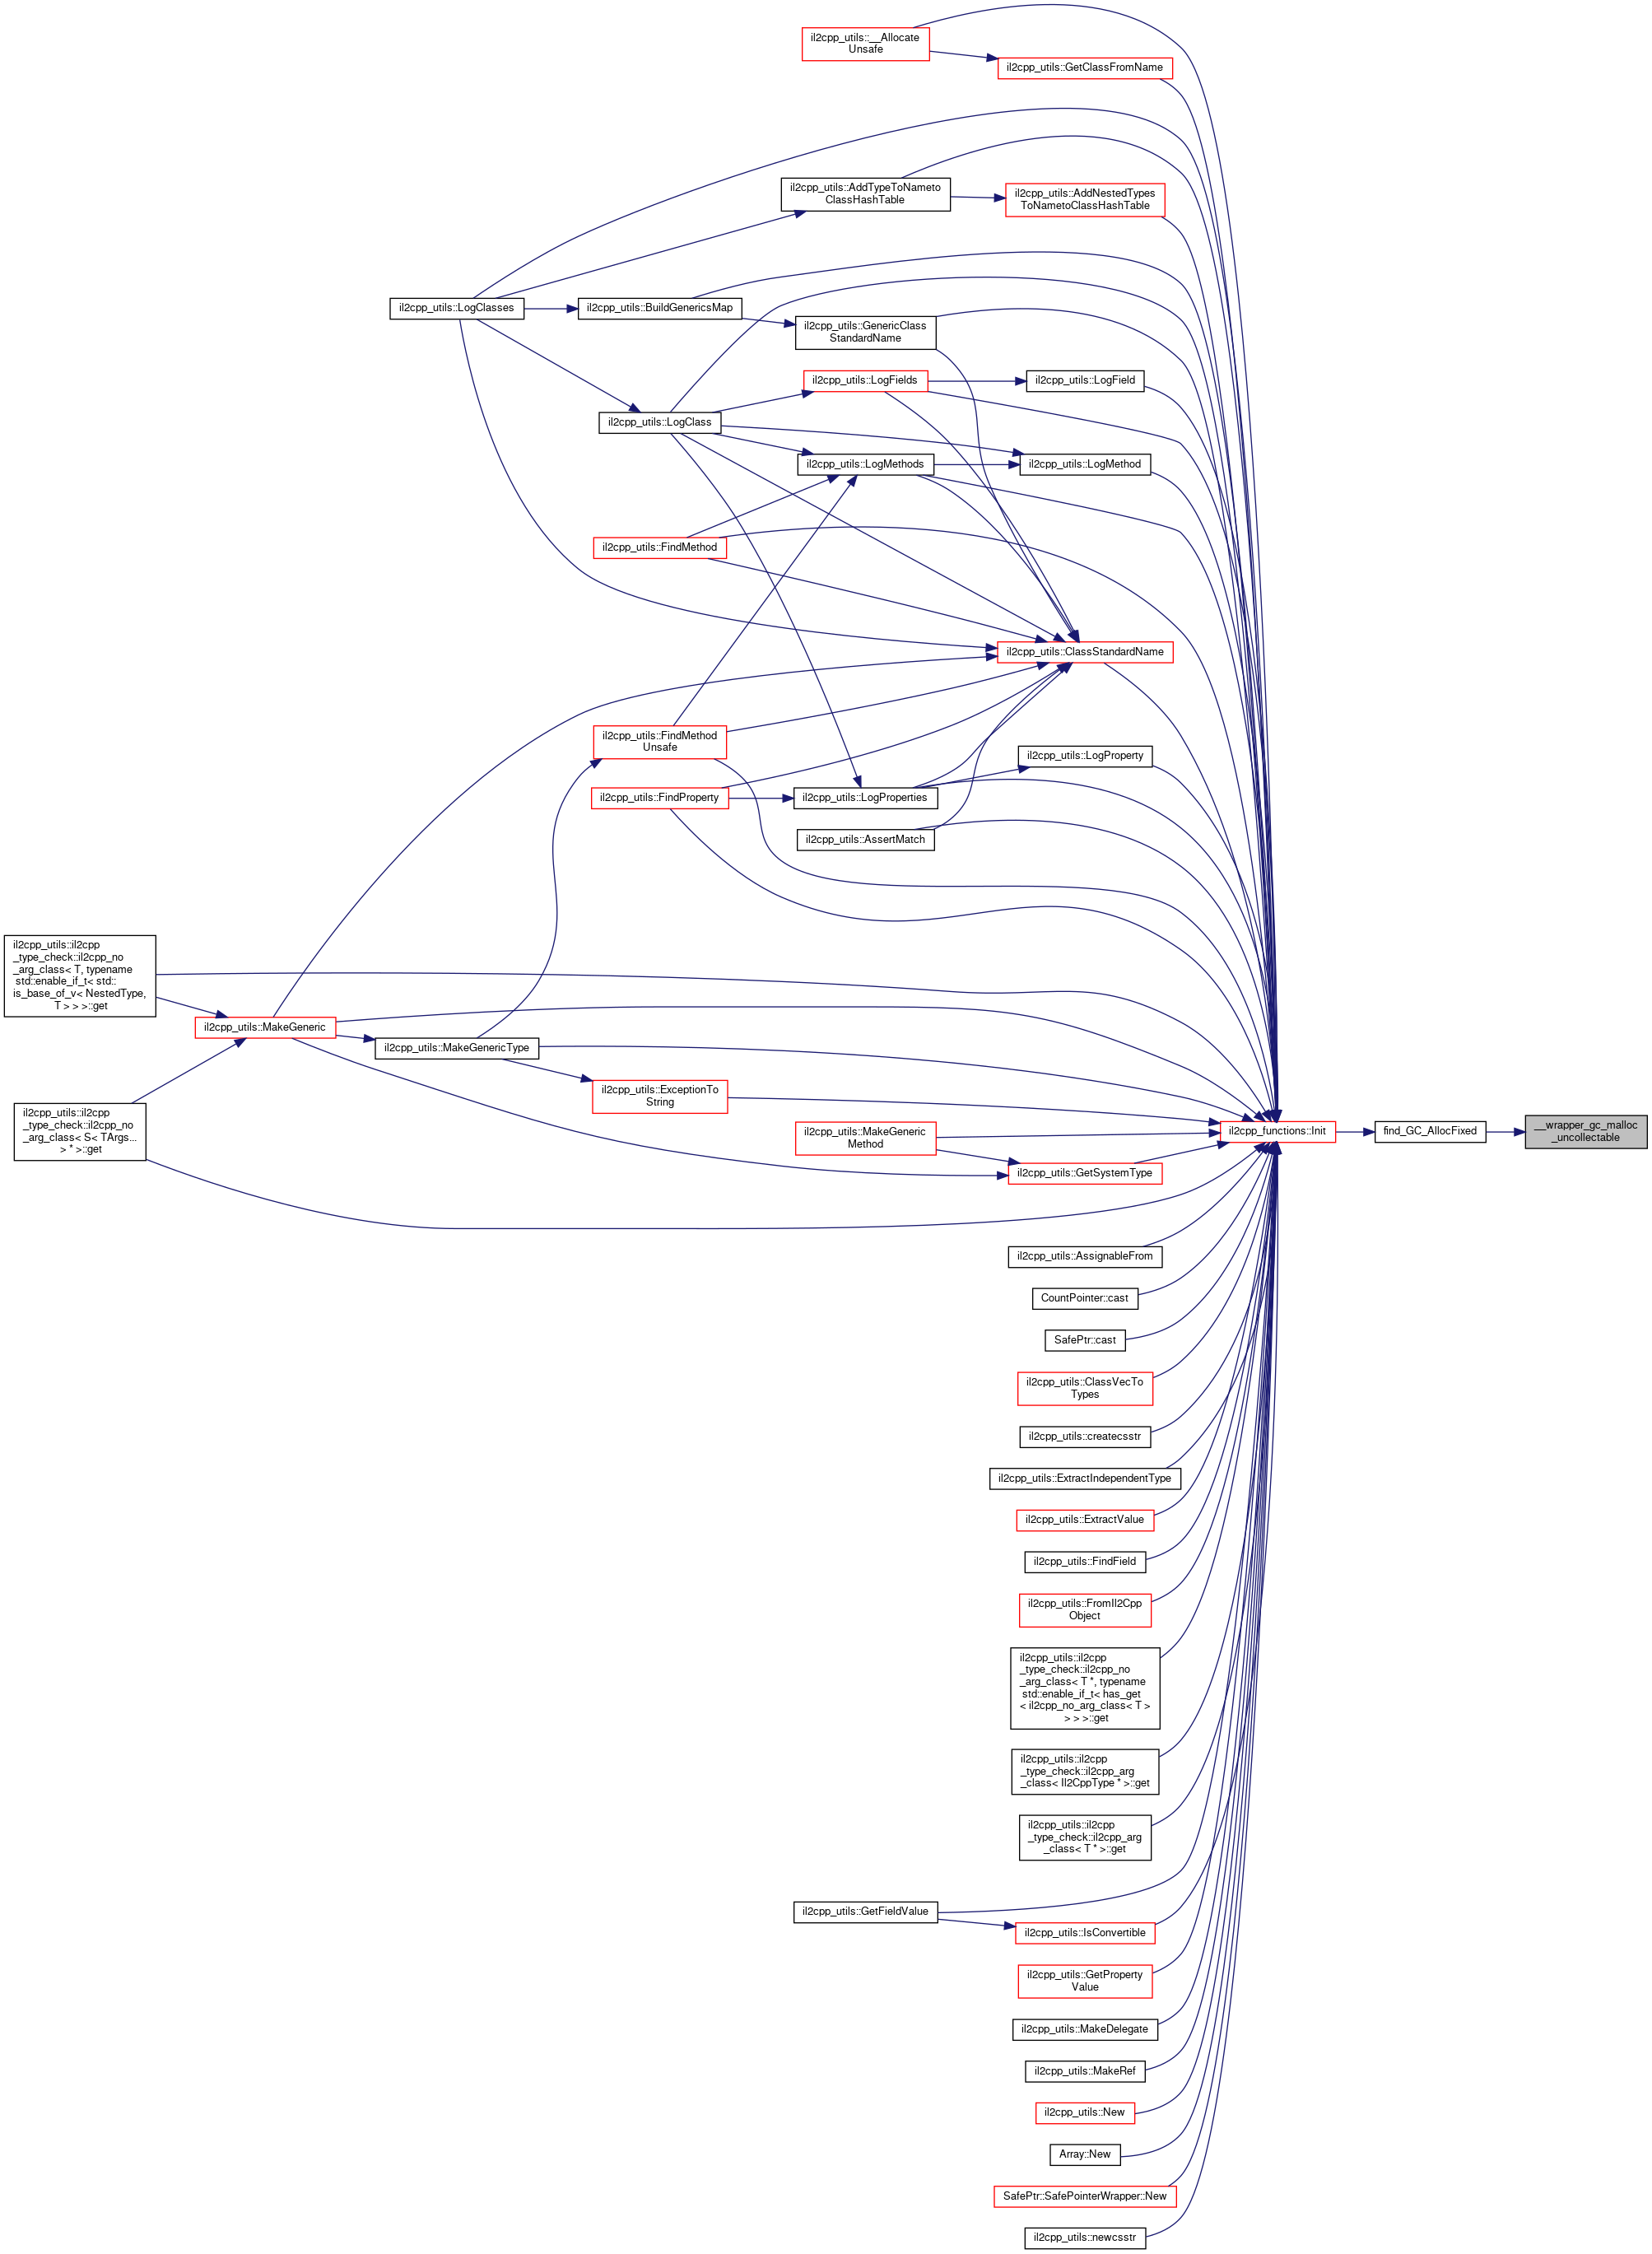 il2cpp_utils::__Allocate
Unsafe
il2cpp_utils::GetClassFromName
il2cpp_utils::AddTypeToNameto
ClassHashTable
il2cpp_utils::AddNestedTypes
ToNametoClassHashTable
il2cpp_utils::LogClasses
il2cpp_utils::BuildGenericsMap
il2cpp_utils::GenericClass
StandardName
il2cpp_utils::LogFields
il2cpp_utils::LogField
il2cpp_utils::LogClass
il2cpp_utils::LogMethods
il2cpp_utils::LogMethod
il2cpp_utils::FindMethod
il2cpp_utils::ClassStandardName
il2cpp_utils::FindMethod
Unsafe
il2cpp_utils::LogProperty
il2cpp_utils::FindProperty
il2cpp_utils::LogProperties
il2cpp_utils::AssertMatch
il2cpp_utils::il2cpp
_type_check::il2cpp_no
_arg_class< T, typename
std::enable_if_t< std::
is_base_of_v< NestedType,
T > > >::get
il2cpp_utils::MakeGeneric
il2cpp_utils::MakeGenericType
il2cpp_utils::ExceptionTo
String
il2cpp_utils::il2cpp
_type_check::il2cpp_no
_arg_class< S< TArgs...
> * >::get
il2cpp_utils::MakeGeneric
Method
il2cpp_utils::GetSystemType
il2cpp_functions::Init
find_GC_AllocFixed
__wrapper_gc_malloc
_uncollectable
il2cpp_utils::AssignableFrom
CountPointer::cast
SafePtr::cast
il2cpp_utils::ClassVecTo
Types
il2cpp_utils::createcsstr
il2cpp_utils::ExtractIndependentType
il2cpp_utils::ExtractValue
il2cpp_utils::FindField
il2cpp_utils::FromIl2Cpp
Object
il2cpp_utils::il2cpp
_type_check::il2cpp_no
_arg_class< T *, typename
std::enable_if_t< has_get
< il2cpp_no_arg_class< T >
> > >::get
il2cpp_utils::il2cpp
_type_check::il2cpp_arg
_class< Il2CppType * >::get
il2cpp_utils::il2cpp
_type_check::il2cpp_arg
_class< T * >::get
il2cpp_utils::GetFieldValue
il2cpp_utils::IsConvertible
il2cpp_utils::GetProperty
Value
il2cpp_utils::MakeDelegate
il2cpp_utils::MakeRef
il2cpp_utils::New
Array::New
SafePtr::SafePointerWrapper::New
il2cpp_utils::newcsstr